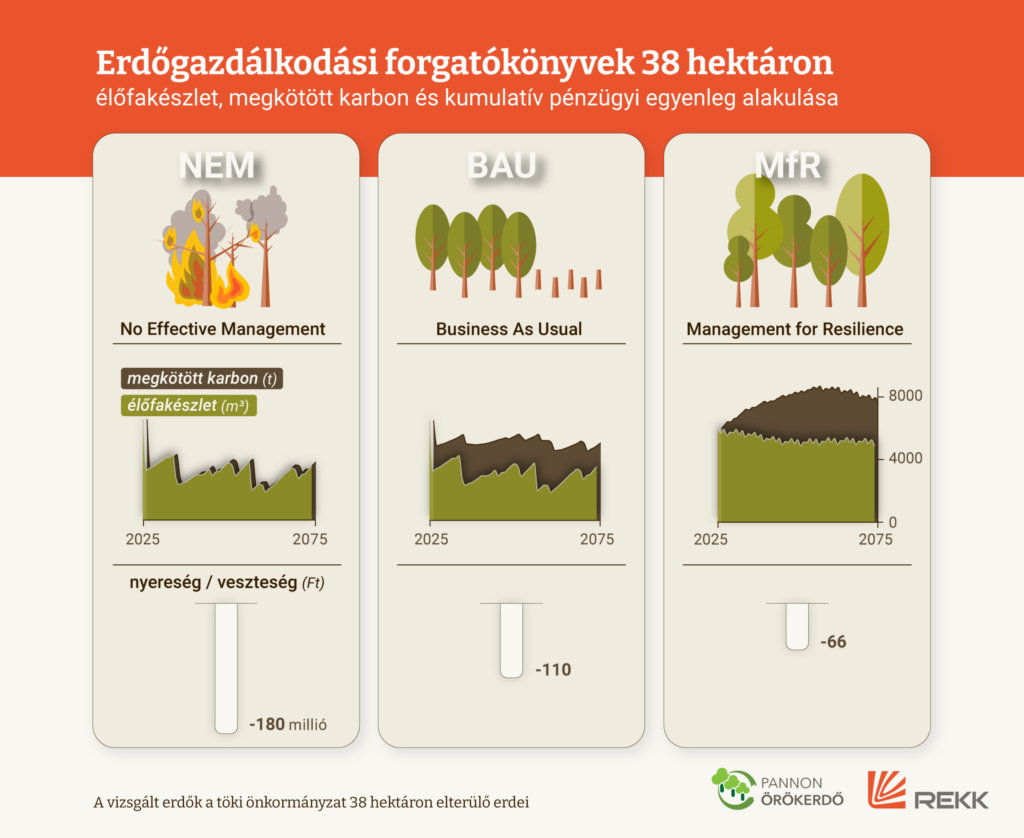 Erdőgazdálkodási forgatókönyvek 38 hektáron
élőfakészlet, megkötött karbon és kumulatív pénzügyi egyenleg alakulása
NEM
No Effective Management
megkötött karbon (t)
élőfakészlet (m³)
2025 2075
nyereség / veszteség (Ft)
-180 millió
BAU
Business As Usual
2025 2075
-110
MfR
Management for Resilience
8000
4000
0
2025 2075
-66
A vizsgált erdők a töki önkormányzat 38 hektáron elterülő erdei
PANNON
ÖRÖKERDŐ
REKK